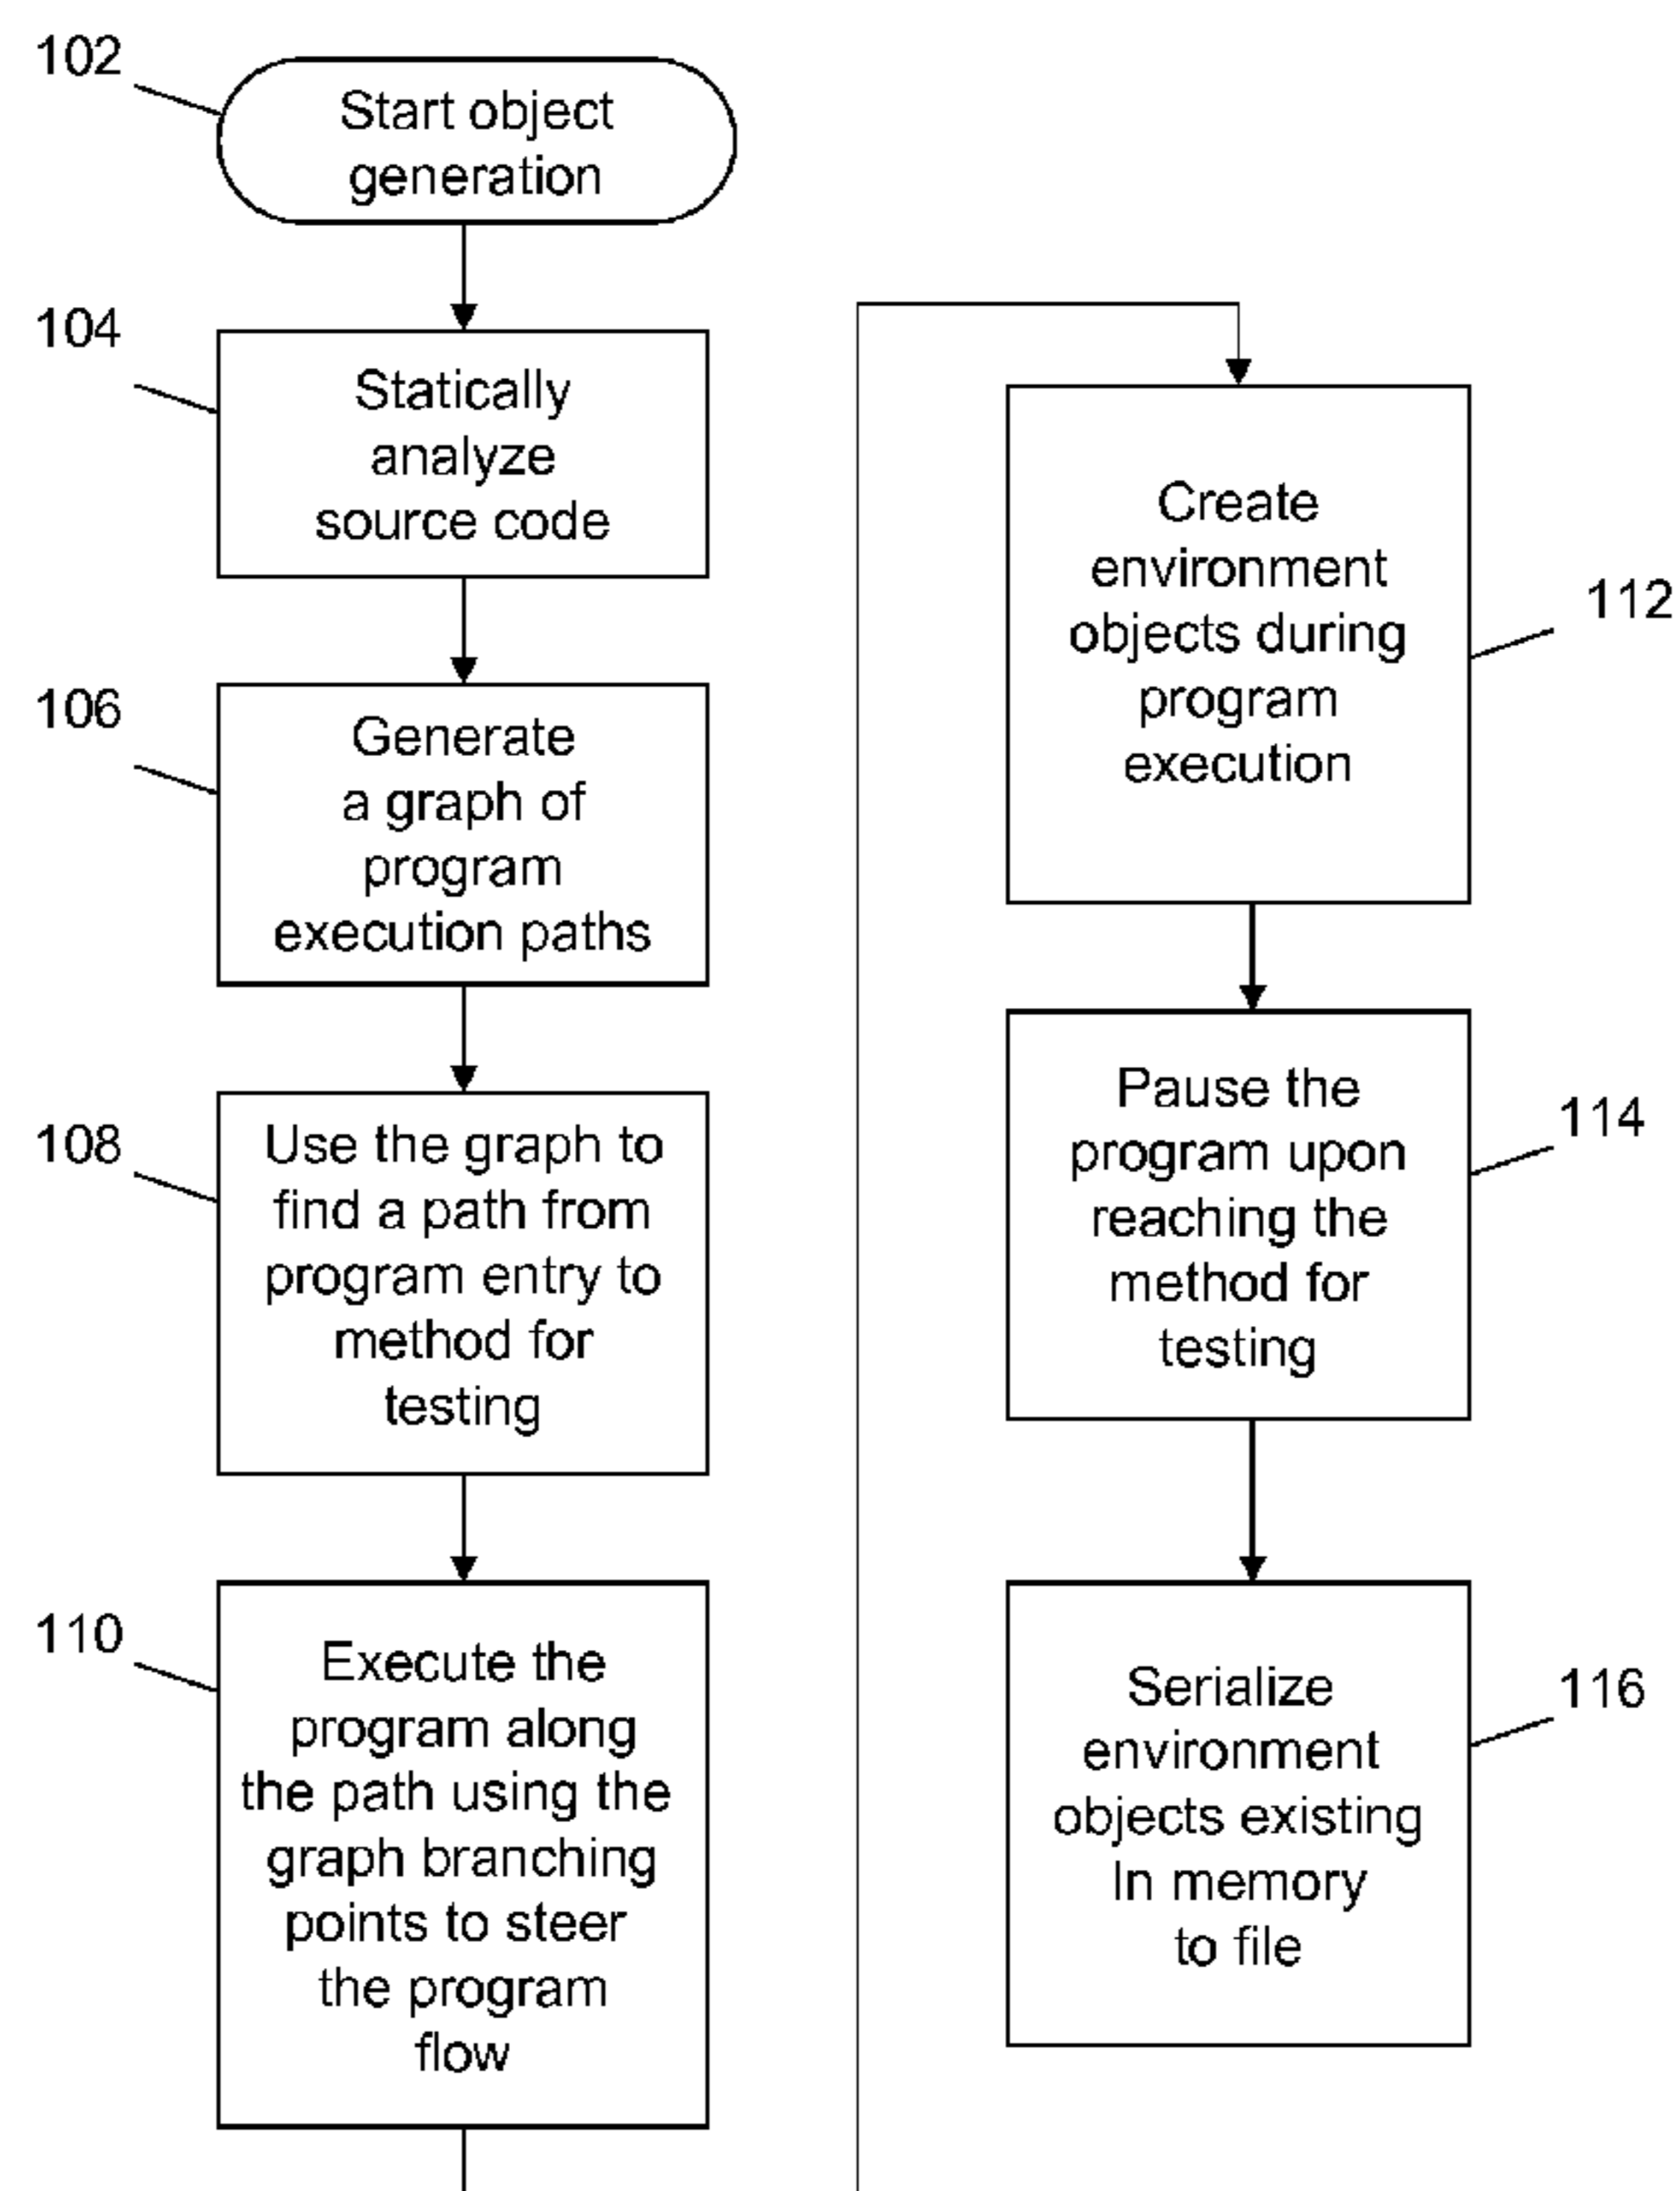 102
Start object
generation
104
Statically
analyze
source code
106
Generate
a graph of
program
execution paths
108
Use the graph to
find a path from
program entry to
method for
testing
110
Execute the
program along
the path using the
graph branching
points to steer
the program
flow
112
Create
environment
objects during
program
execution
114
Pause the
program upon
reaching the
method for
testing
116
Serialize
environment
objects existing
In memory
to file